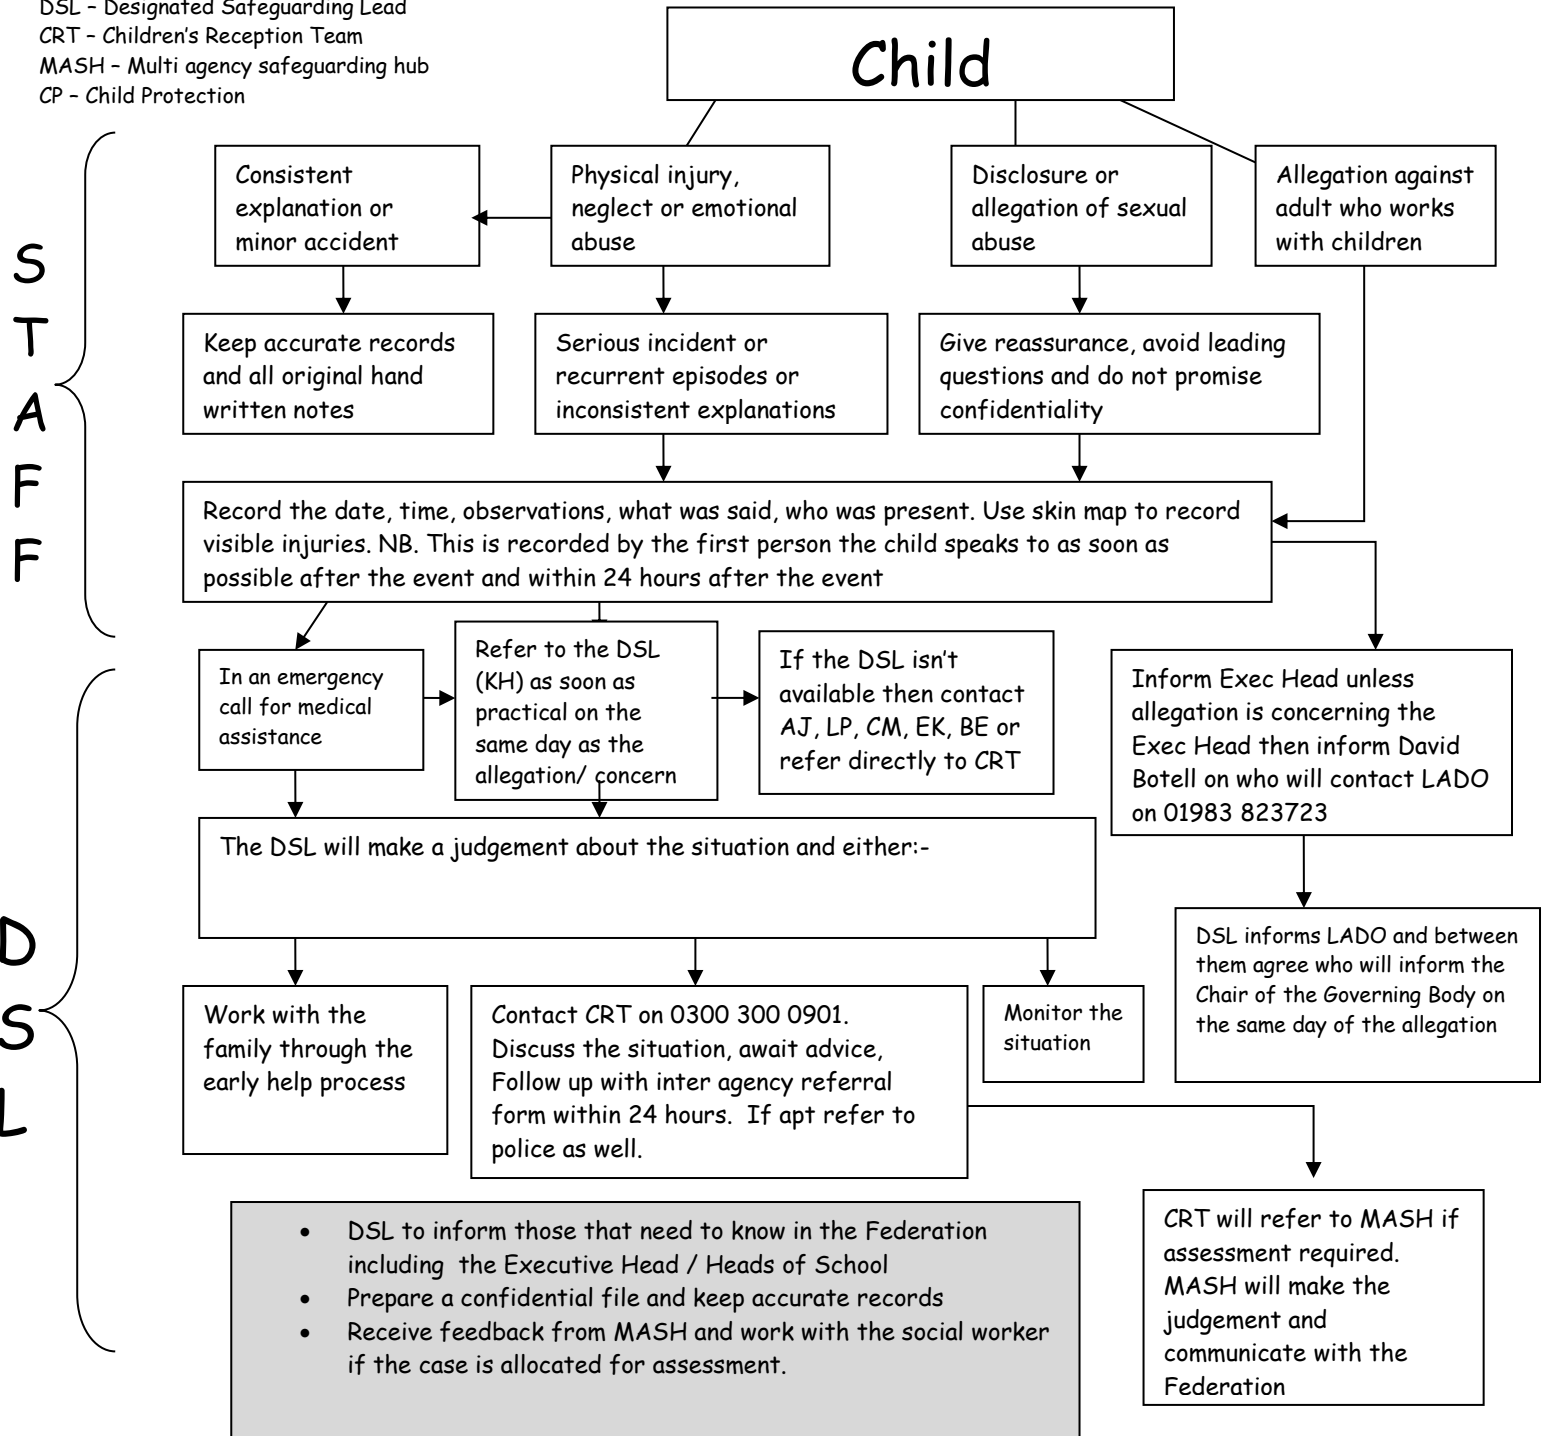 DSL – Designated Safeguarding Lead
CRT – Children's Reception Team
MASH – Multi agency safeguarding hub
CP – Child Protection
Child
Consistent
explanation or
minor accident
Physical injury,
neglect or emotional
abuse
Disclosure or
allegation of sexual
abuse
Allegation against
adult who works
with children
S
T
A
F
F
Keep accurate records
and all original hand
written notes
Serious incident or
recurrent episodes or
inconsistent explanations
Give reassurance, avoid leading
questions and do not promise
confidentiality
Record the date, time, observations, what was said, who was present. Use skin map to record
visible injuries. NB. This is recorded by the first person the child speaks to as soon as
possible after the event and within 24 hours after the event
In an emergency
call for medical
assistance
Refer to the DSL
(KH) as soon as
practical on the
same day as the
allegation/ concern
If the DSL isn't
available then contact
AJ, LP, CM, EK, BE or
refer directly to CRT
Inform Exec Head unless
allegation is concerning the
Exec Head then inform David
Botell on who will contact LADO
on 01983 823723
The DSL will make a judgement about the situation and either:-
D
S
L
DSL informs LADO and between
them agree who will inform the
Chair of the Governing Body on
the same day of the allegation
Work with the
family through the
early help process
Contact CRT on 0300 300 0901.
Discuss the situation, await advice,
Follow up with inter agency referral
form within 24 hours.  If apt refer to
police as well.
Monitor the
situation
CRT will refer to MASH if
assessment required.
MASH will make the
judgement and
communicate with the
Federation
• DSL to inform those that need to know in the Federation
including  the Executive Head / Heads of School
• Prepare a confidential file and keep accurate records
• Receive feedback from MASH and work with the social worker
if the case is allocated for assessment.